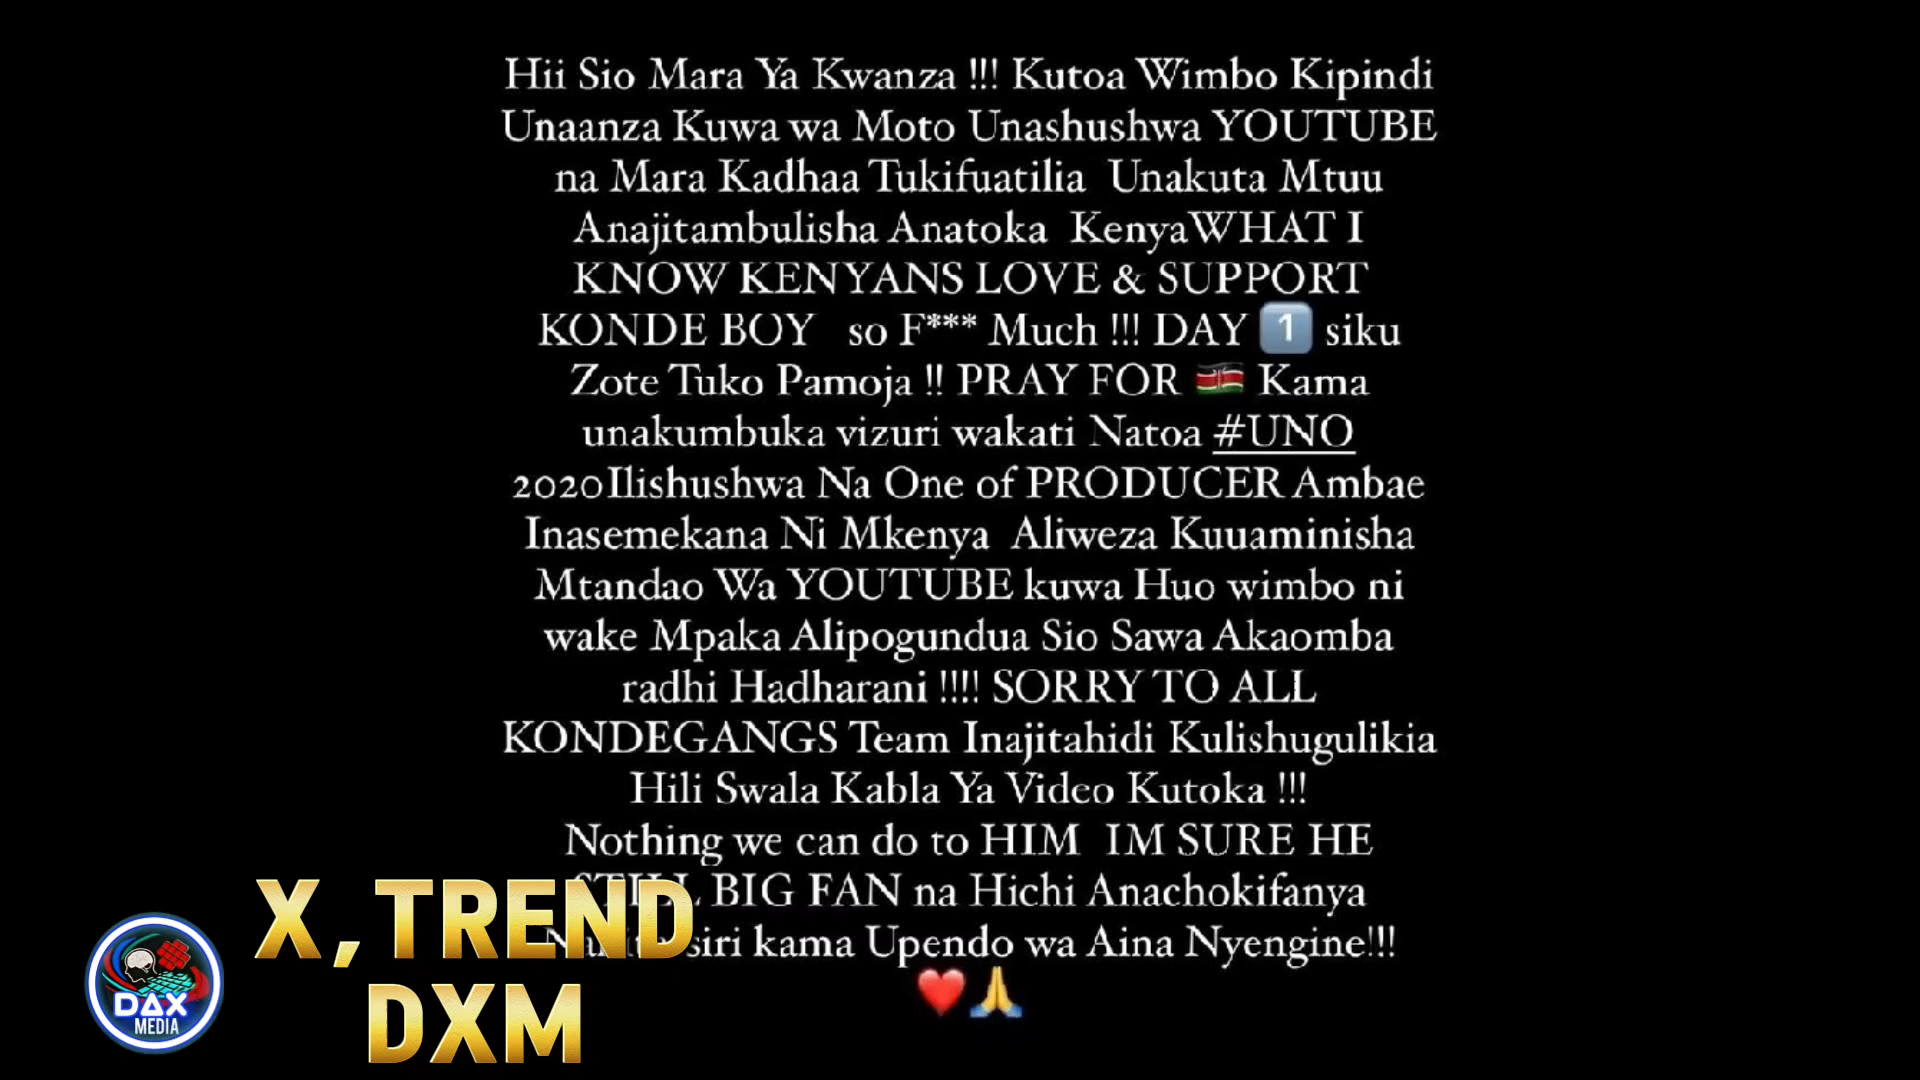 Hii Sio Mara Ya Kwanza !!! Kutoa Wimbo Kipindi
Unaanza Kuwa wa Moto Unashushwa YOUTUBE
na Mara Kadhaa Tukifuatilia Unakuta Mtuu
Anajitambulisha Anatoka KenyaWHAT I
KNOW KENYANS LOVE & SUPPORT
KONDE BOY so F*** Much !!! DAY 1️⃣ siku
Zote Tuko Pamoja !! PRAY FOR 🇰🇪 Kama
unakumbuka vizuri wakati Natoa #UNO
2020Ilishushwa Na One of PRODUCER Ambae
Inasemekana Ni Mkenya Aliweza Kuuaminisha
Mtandao Wa YOUTUBE kuwa Huo wimbo ni
wake Mpaka Alipogundua Sio Sawa Akaomba
radhi Hadharani !!!! SORRY TO ALL
KONDEGANGS Team Inajitahidi Kulishugulikia
Hili Swala Kabla Ya Video Kutoka !!!
Nothing we can do to HIM IM SURE HE
STILL BIG FAN na Hichi Anachokifanya
siri kama Upendo wa Aina Nyengine!!!
❤️🙏
X,TREND
DXM
DAX
MEDIA